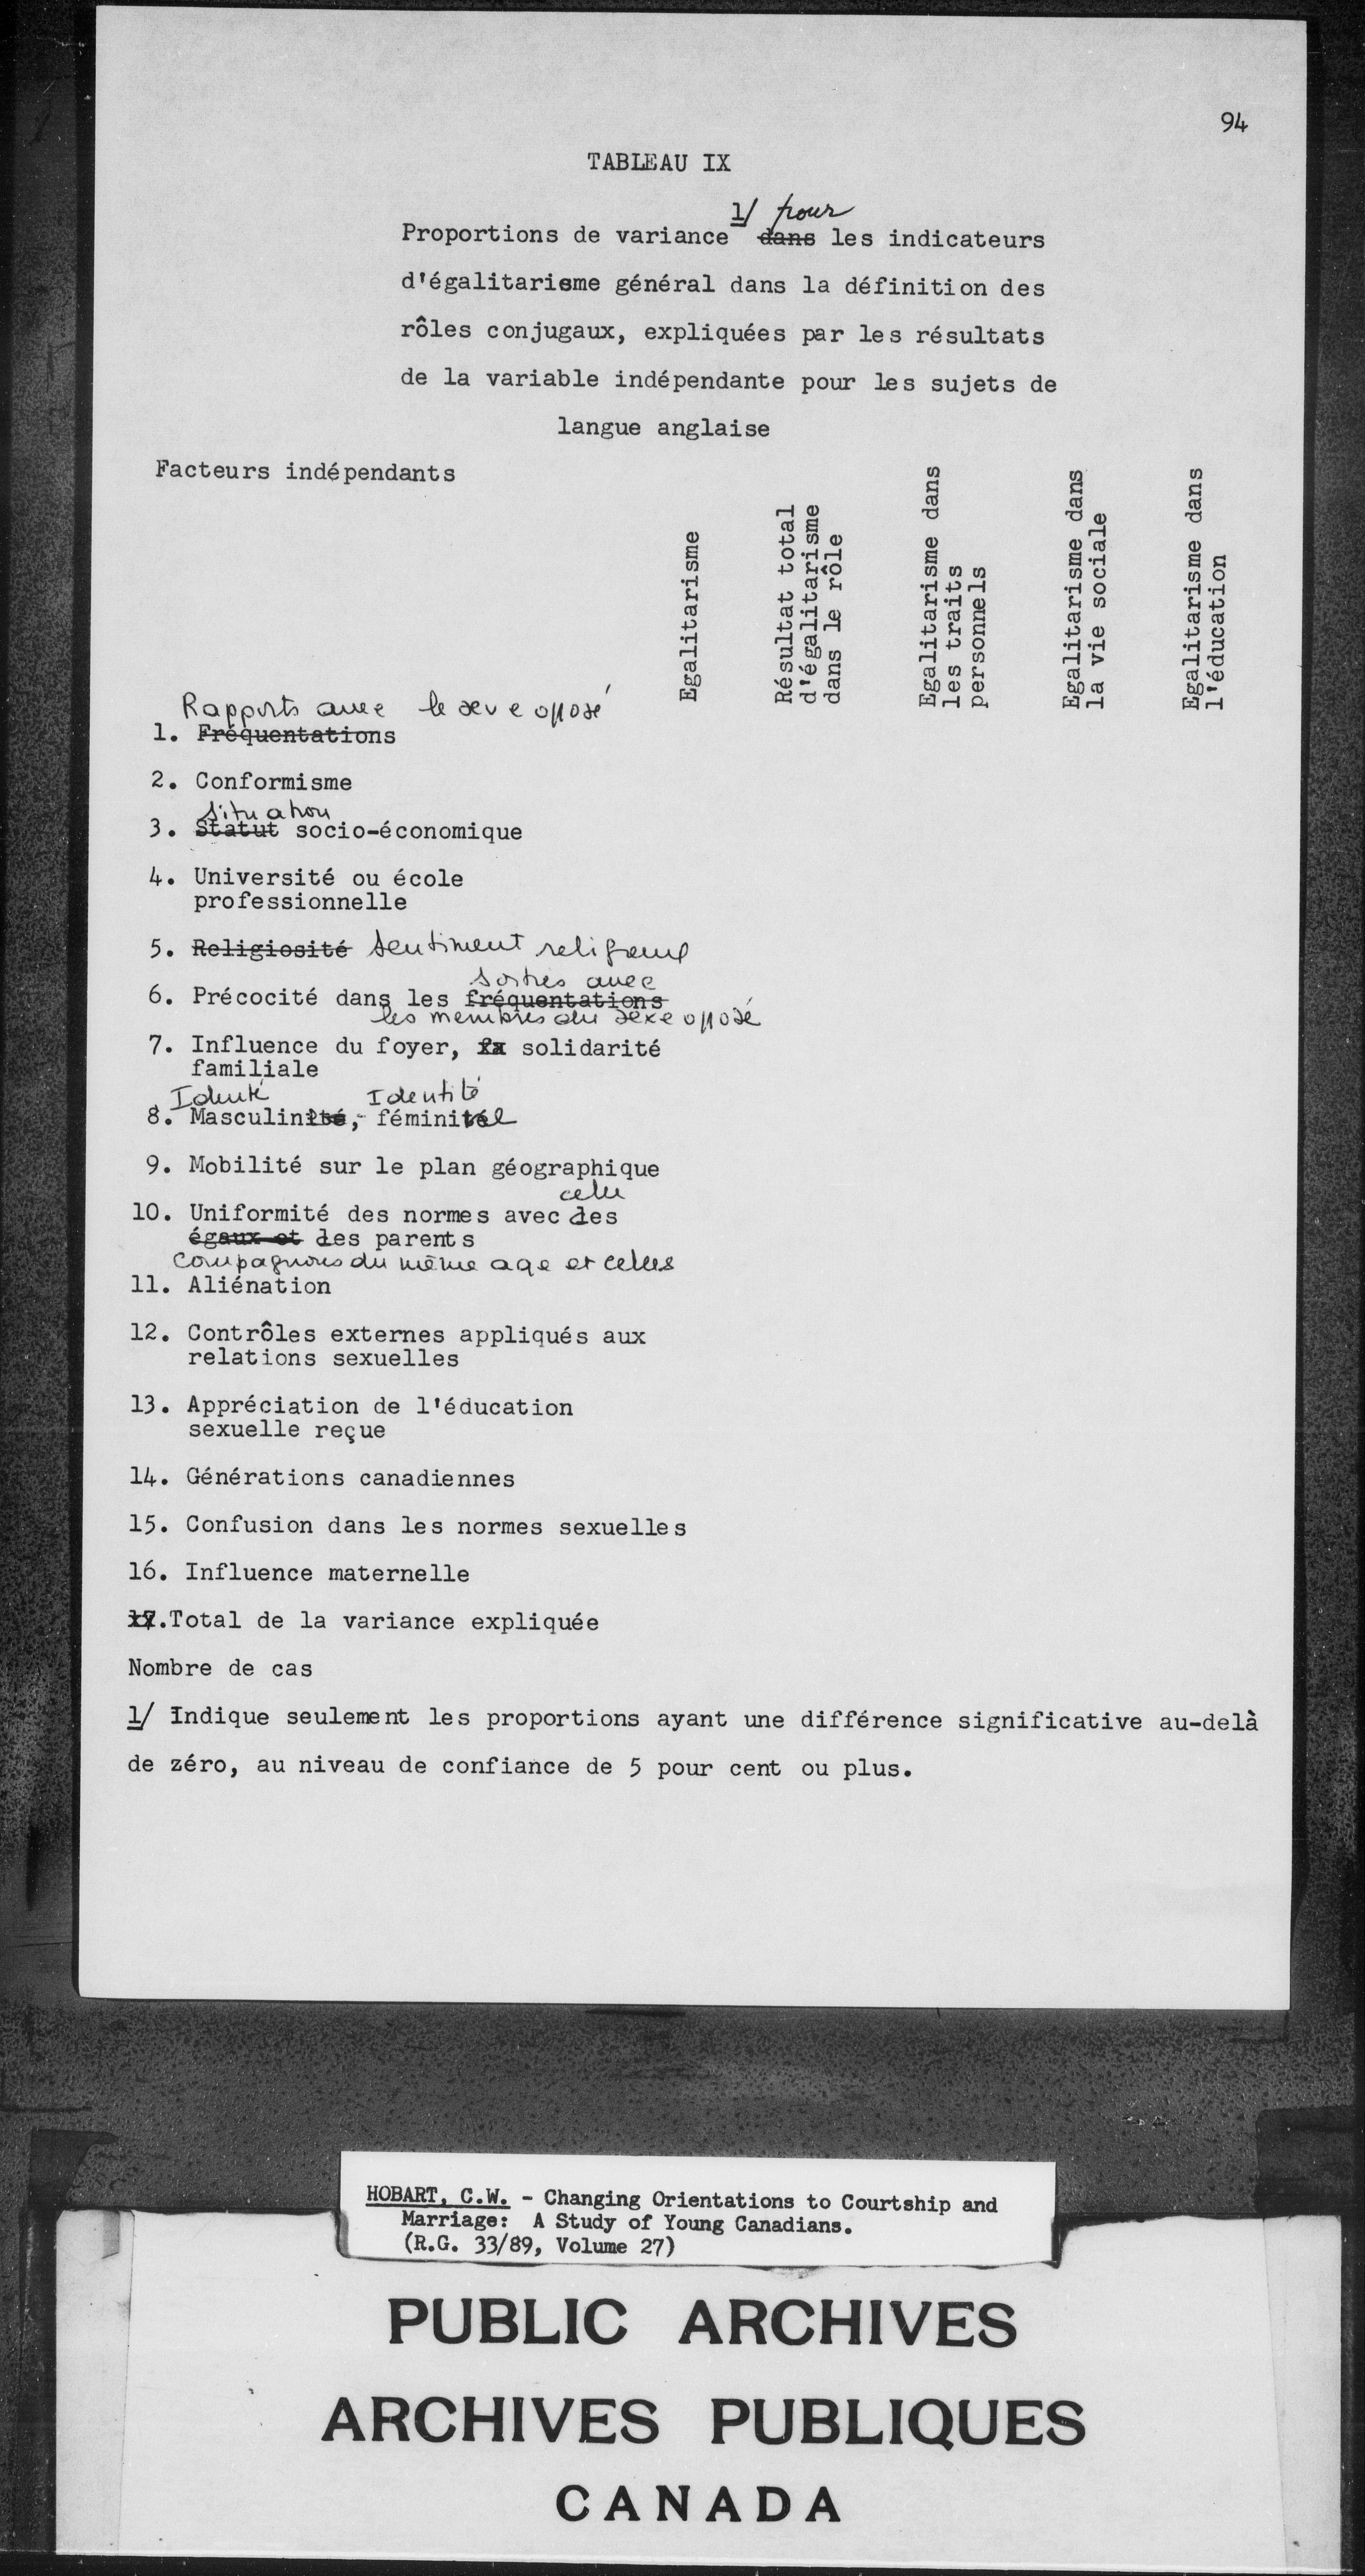 94
TABLEAU IX
1/ pour
Proportions de variance dans les indicateurs
d'égalitarisme général dans la définition des
rôles conjugaux, expliquées par les résultats
de la variable indépendante pour les sujets de
langue anglaise
Facteurs indépendants
Egalitarisme
Résultat total
d'égalitarisme
dans le rôle
Egalitarisme dans
les traits
personnels
Egalitarisme dans
la vie sociale
Egalitarisme dans
l'éducation
Rapports avec le sexe opposé
1. Fréquentations
2. Conformisme
situation
3. Statut socio-économique
4. Université ou école
professionnelle
5. Religiosité sentiment religieux
sorties avec
6. Précocité dans les fréquentations
les membres du sexe opposé
7. Influence du foyer, solidarité
familiale
Identité Identité
8. Masculinité, féminité
9. Mobilité sur le plan géographique
10. Uniformité des normes avec des
égaux et des parents
compagnons du même age et celles
11. Aliénation
12. Contrôles externes appliqués aux
relations sexuelles
13. Appréciation de l'éducation
sexuelle reçue
14. Générations canadiennes
15. Confusion dans les normes sexuelles
16. Influence maternelle
17.Total de la variance expliquée
Nombre de cas
1/ Indique seulement les proportions ayant une différence significative au-delà
de zéro, au niveau de confiance de 5 pour cent ou plus.
HOBART, C.W. - Changing Orientations to Courtship and
Marriage: A Study of Young Canadians.
(R.G. 33/89, Volume 27)
PUBLIC ARCHIVES
ARCHIVES PUBLIQUES
CANADA